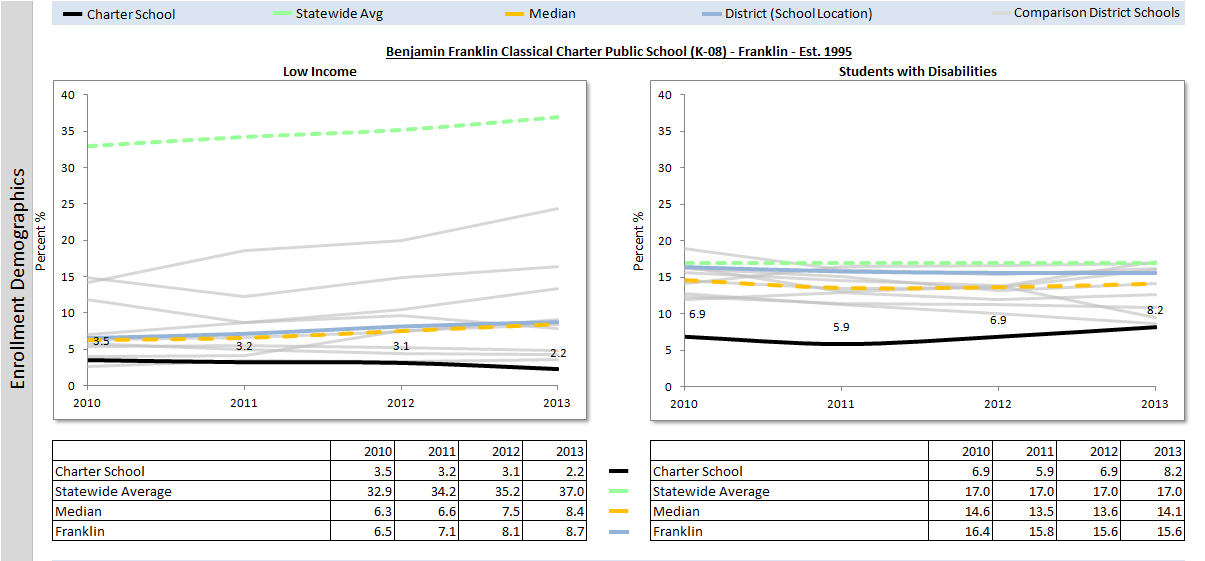 Charter School Statewide Avg Median District (School Location) Comparison District Schools
Benjamin Franklin Classical Charter Public School (K-08) - Franklin - Est. 1995
Enrollment Demographics
Low Income
Percent %
40
35
30
25
20
15
10
5
0
3.5 3.2 3.1 2.2
2010 2011 2012 2013
Students with Disabilities
Percent %
40
35
30
25
20
15
10
5
0
6.9 5.9 6.9 8.2
2010 2011 2012 2013
2010 2011 2012 2013
Charter School 3.5 3.2 3.1 2.2
Statewide Average 32.9 34.2 35.2 37.0
Median 6.3 6.6 7.5 8.4
Franklin 6.5 7.1 8.1 8.7
2010 2011 2012 2013
Charter School 6.9 5.9 6.9 8.2
Statewide Average 17.0 17.0 17.0 17.0
Median 14.6 13.5 13.6 14.1
Franklin 16.4 15.8 15.6 15.6